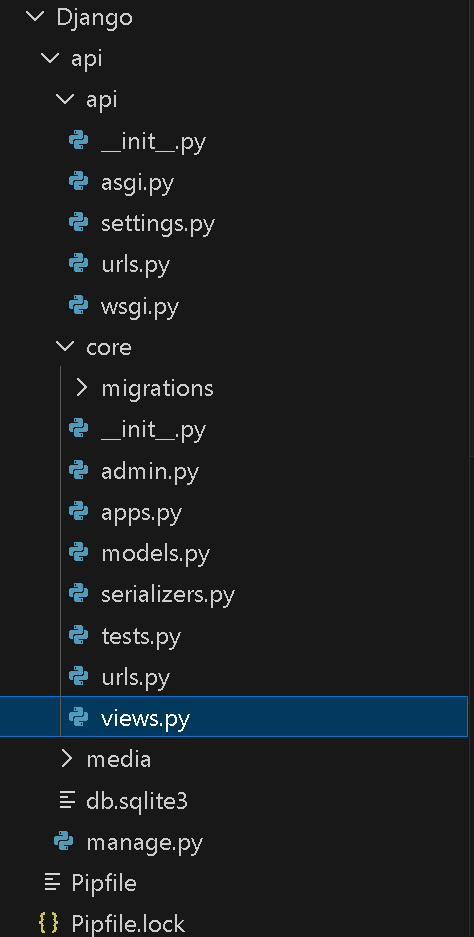 Django
api
api
__init__.py
asgi.py
settings.py
urls.py
wsgi.py
core
migrations
__init__.py
admin.py
apps.py
models.py
serializers.py
tests.py
urls.py
views.py
media
db.sqlite3
manage.py
Pipfile
Pipfile.lock